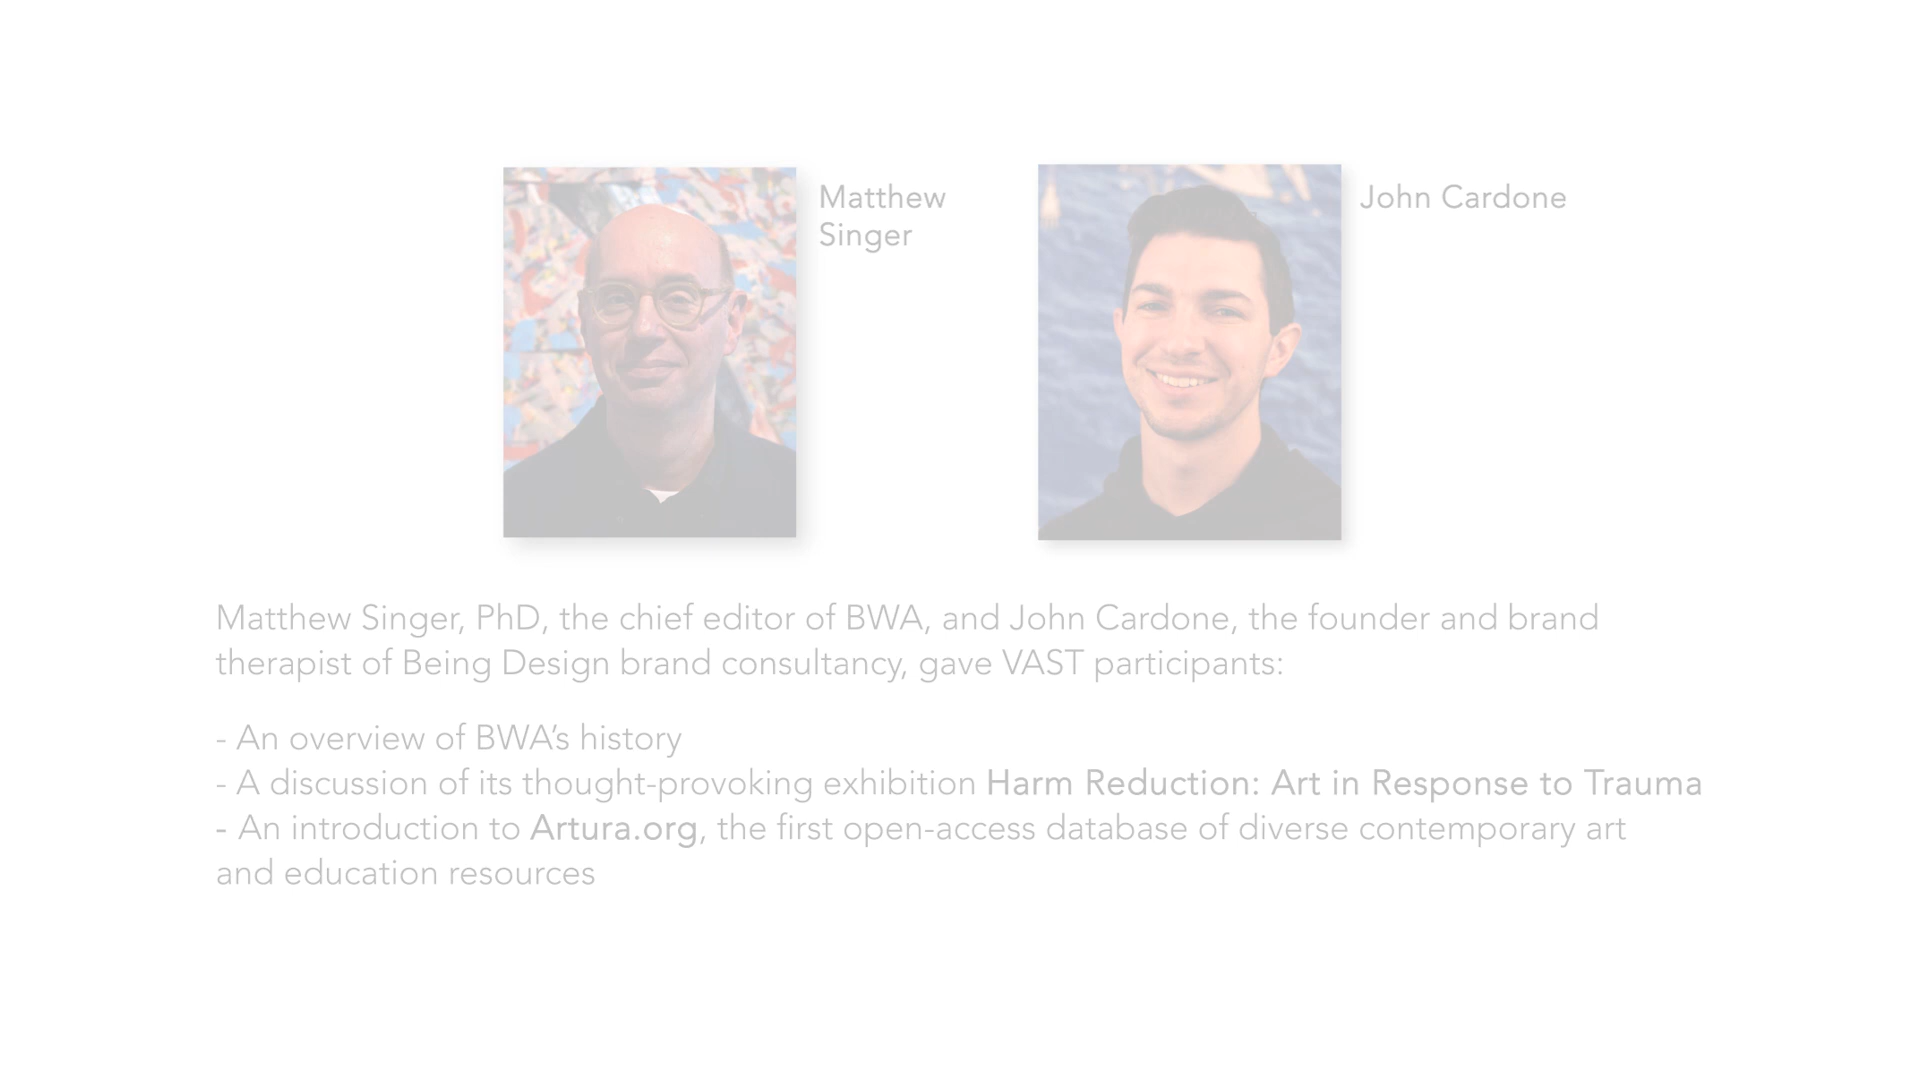 Matthew
Singer
John Cardone
Matthew Singer, PhD, the chief editor of BWA, and John Cardone, the founder and brand
therapist of Being Design brand consultancy, gave VAST participants:
- An overview of BWA’s history
- A discussion of its thought-provoking exhibition Harm Reduction: Art in Response to Trauma
- An introduction to Artura.org, the first open-access database of diverse contemporary art
and education resources